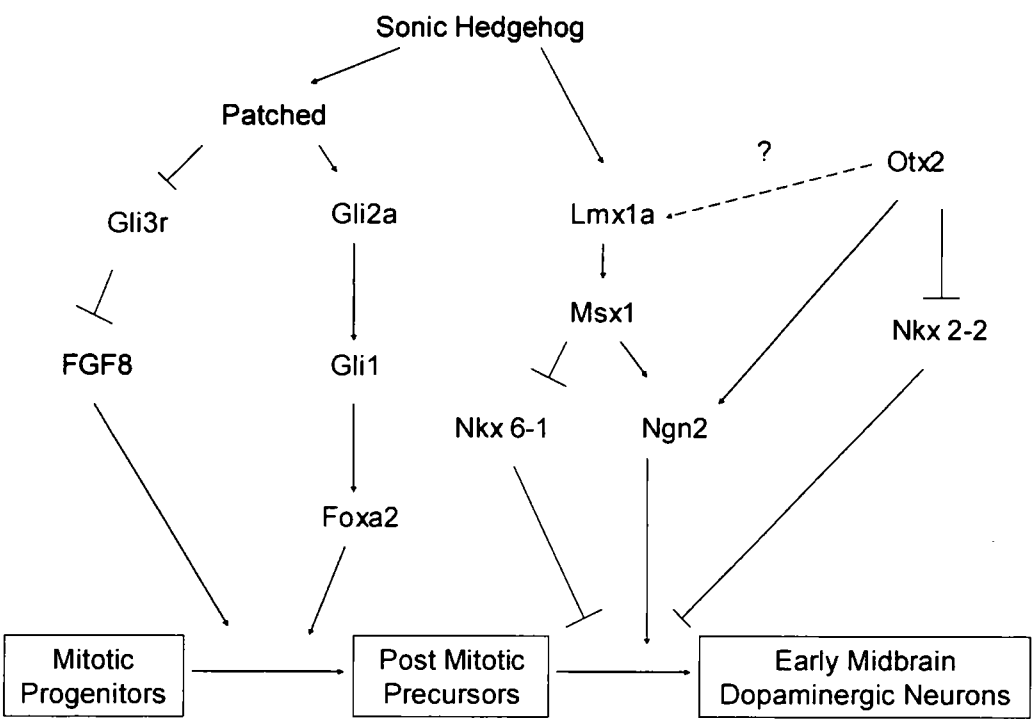 Sonic Hedgehog
Patched
?
Otx2
Gli3r
Gli2a
Lmx1a
Msx1
Nkx 2-2
FGF8
Gli1
Nkx 6-1
Ngn2
Foxa2
Mitotic
Progenitors
Post Mitotic
Precursors
Early Midbrain
Dopaminergic Neurons